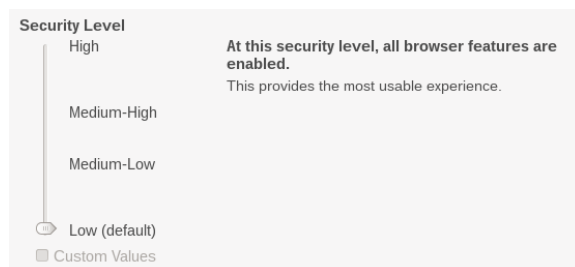 Security Level
High
At this security level, all browser features are
enabled.
This provides the most usable experience.
Medium-High
Medium-Low
Low (default)
Custom Values